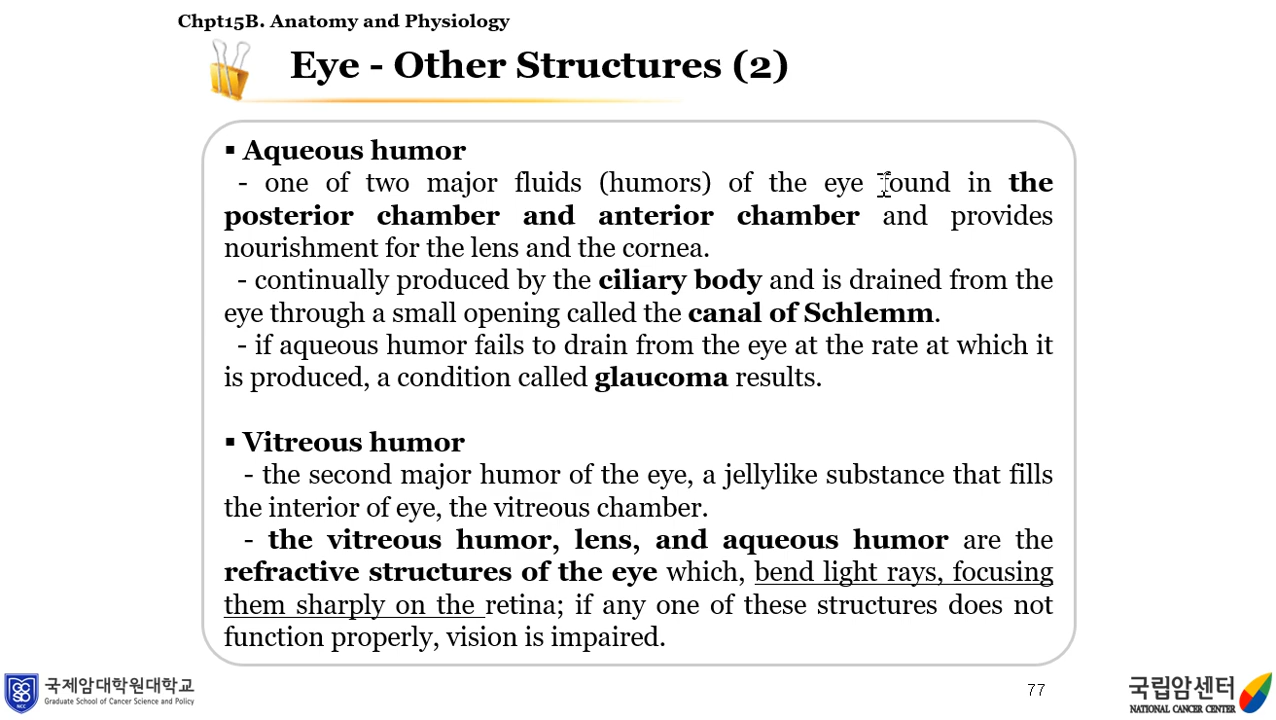 Chpt15B. Anatomy and Physiology
Eye - Other Structures (2)
▪ Aqueous humor
- one of two major fluids (humors) of the eye found in the
posterior chamber and anterior chamber and provides
nourishment for the lens and the cornea.
- continually produced by the ciliary body and is drained from the
eye through a small opening called the canal of Schlemm.
- if aqueous humor fails to drain from the eye at the rate at which it
is produced, a condition called glaucoma results.
▪ Vitreous humor
- the second major humor of the eye, a jellylike substance that fills
the interior of eye, the vitreous chamber.
- the vitreous humor, lens, and aqueous humor are the
refractive structures of the eye which, bend light rays, focusing
them sharply on the retina; if any one of these structures does not
function properly, vision is impaired.
NCC
국제암대학원대학교
Graduate School of Cancer Science and Policy
77
국립암센터
NATIONAL CANCER CENTER